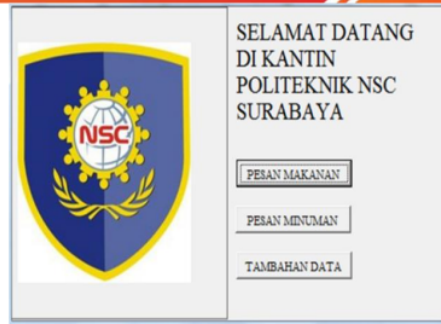 NSC
SELAMAT DATANG
DI KANTIN
POLITEKNIK NSC
SURABAYA
PESAN MAKANAN
PESAN MINUMAN
TAMBAHAN DATA